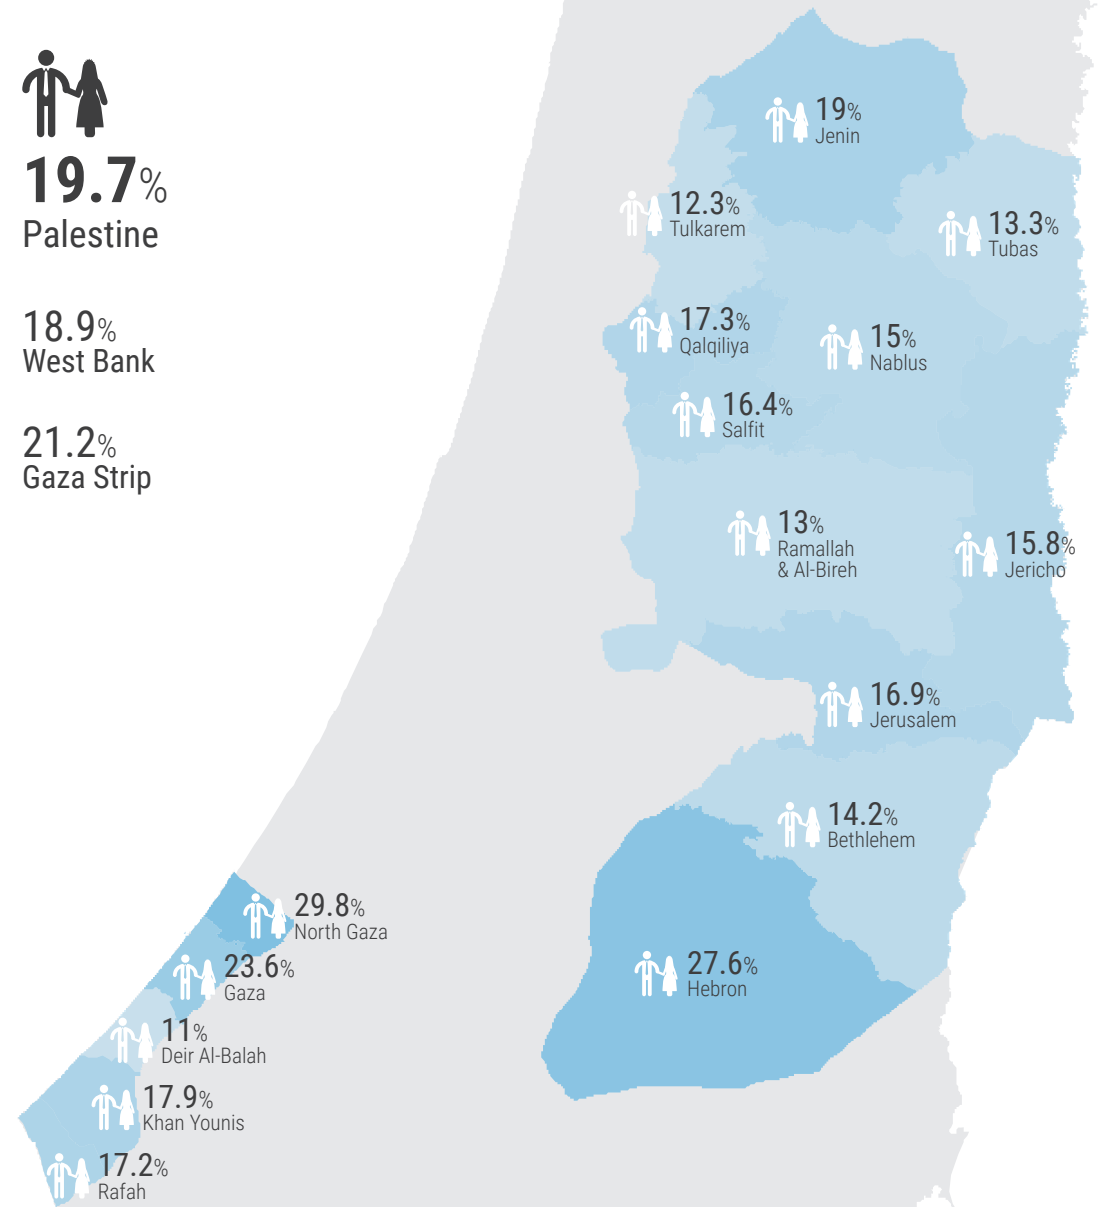 19.7%
Palestine
18.9%
West Bank
21.2%
Gaza Strip
19%
Jenin
12.3%
Tulkarem
13.3%
Tubas
17.3%
Qalqiliya
15%
Nablus
16.4%
Salfit
13%
Ramallah
& Al-Bireh
15.8%
Jericho
16.9%
Jerusalem
14.2%
Bethlehem
29.8%
North Gaza
23.6%
Gaza
27.6%
Hebron
11%
Deir Al-Balah
17.9%
Khan Younis
17.2%
Rafah